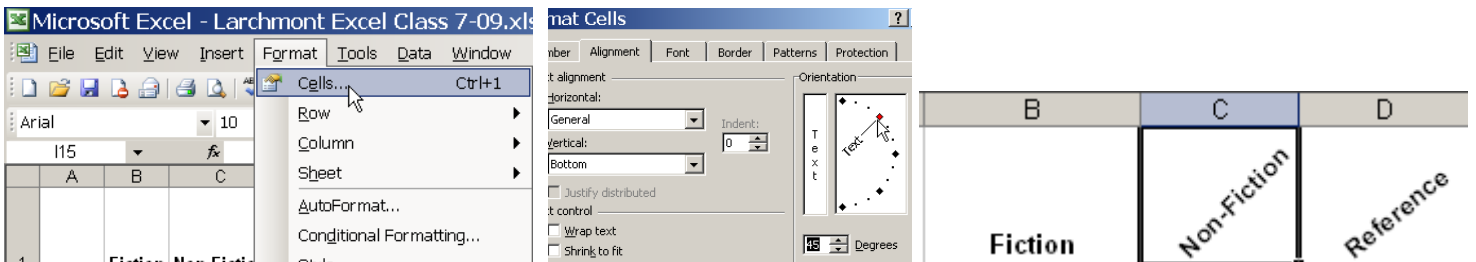 Microsoft Excel - Larchmont Excel Class 7-09.xls
File Edit View Insert Format Tools Data Window
Cells... Ctrl+1
Arial 10
Row
Column
I15 fx
Sheet
A B C
AutoFormat...
Conditional Formatting...
1 Fiction
mat Cells ?
Alignment Font Border Patterns Protection
alignment Orientation
Horizontal:
General Indent:
Vertical: 0
Bottom
Text
Text
Justify distributed
control
Wrap text
Shrink to fit
45 Degrees
B C D
Fiction Non-Fiction Reference